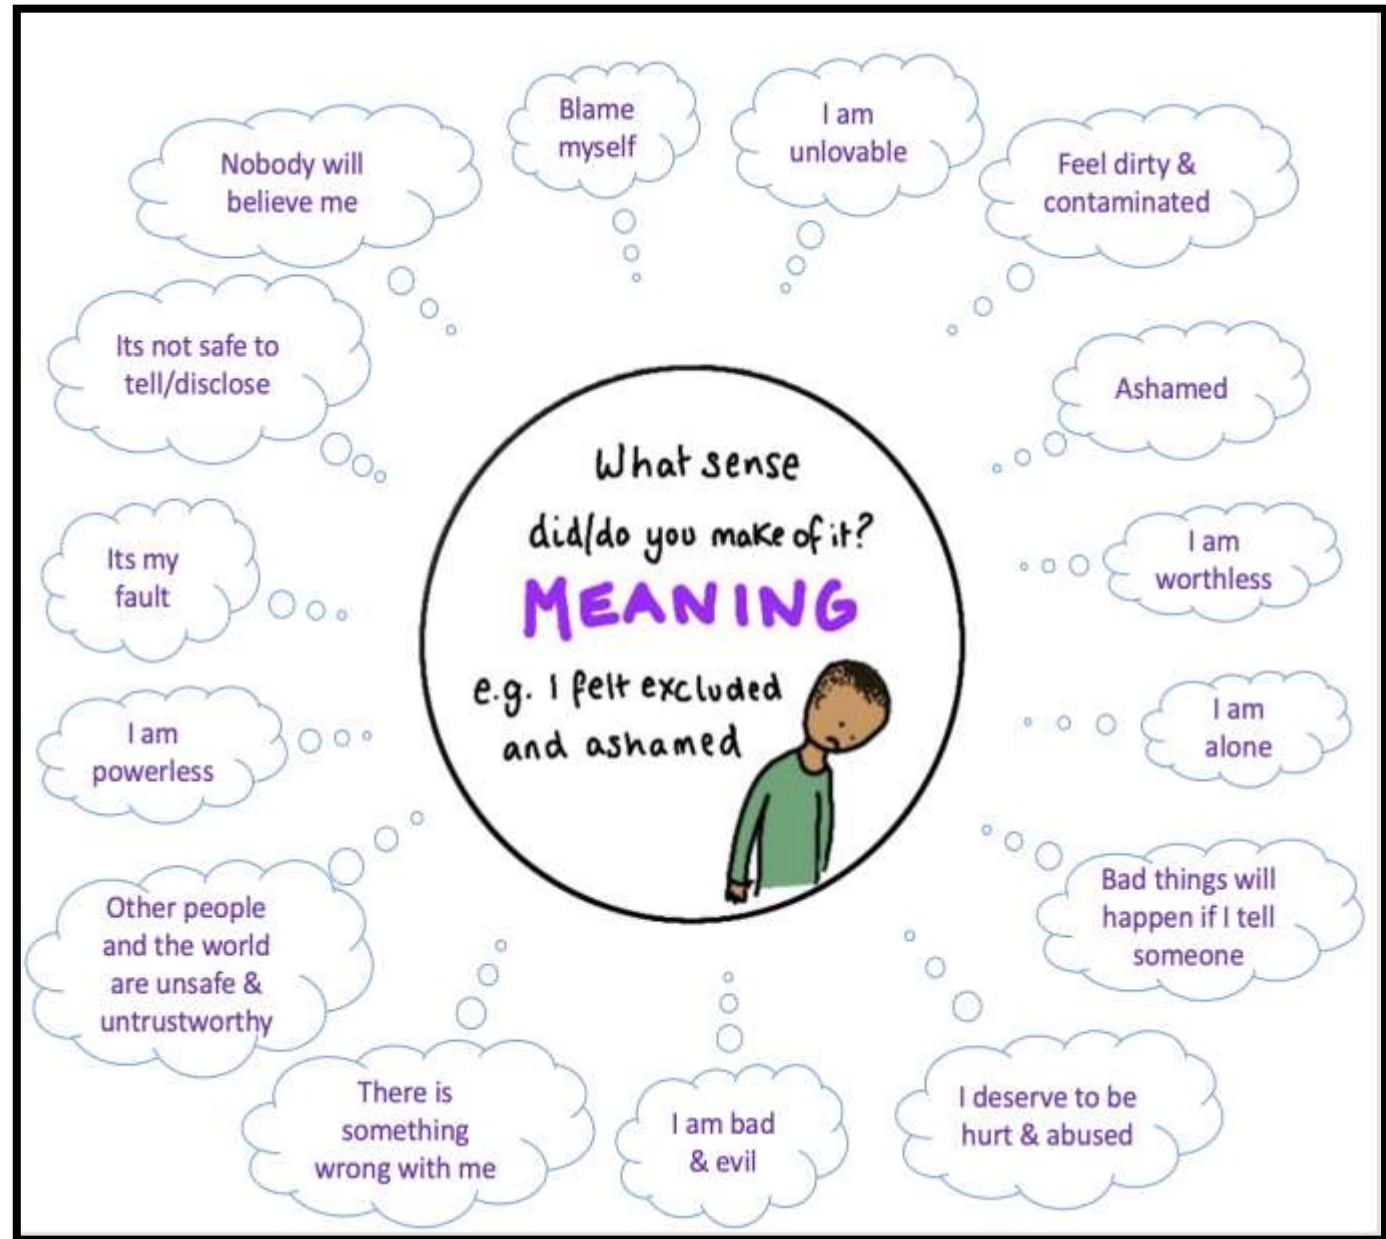 Blame
myself
I am
unlovable
Nobody will
believe me
Feel dirty &
contaminated
Its not safe to
tell/disclose
Ashamed
What sense
did/do you make of it?
MEANING
e.g. I felt excluded
and ashamed
Its my
fault
I am
worthless
I am
powerless
I am
alone
Other people
and the world
are unsafe &
untrustworthy
Bad things will
happen if I tell
someone
There is
something
wrong with me
I am bad
& evil
I deserve to be
hurt & abused